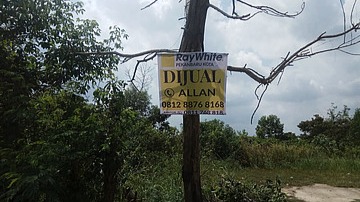 RayWhite
PEKANBARU KOTA
DIJUAL
ALLAN
0812 8876 8168